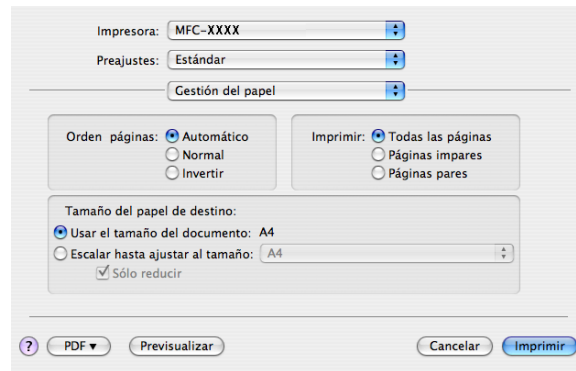 Impresora: MFC-XXXX
Preajustes: Estándar
Gestión del papel
Orden páginas: Automático
Normal
Invertir
Imprimir: Todas las páginas
Páginas impares
Páginas pares
Tamaño del papel de destino:
Usar el tamaño del documento: A4
Escalar hasta ajustar al tamaño: A4
Sólo reducir
? PDF ▼ Previsualizar Cancelar Imprimir